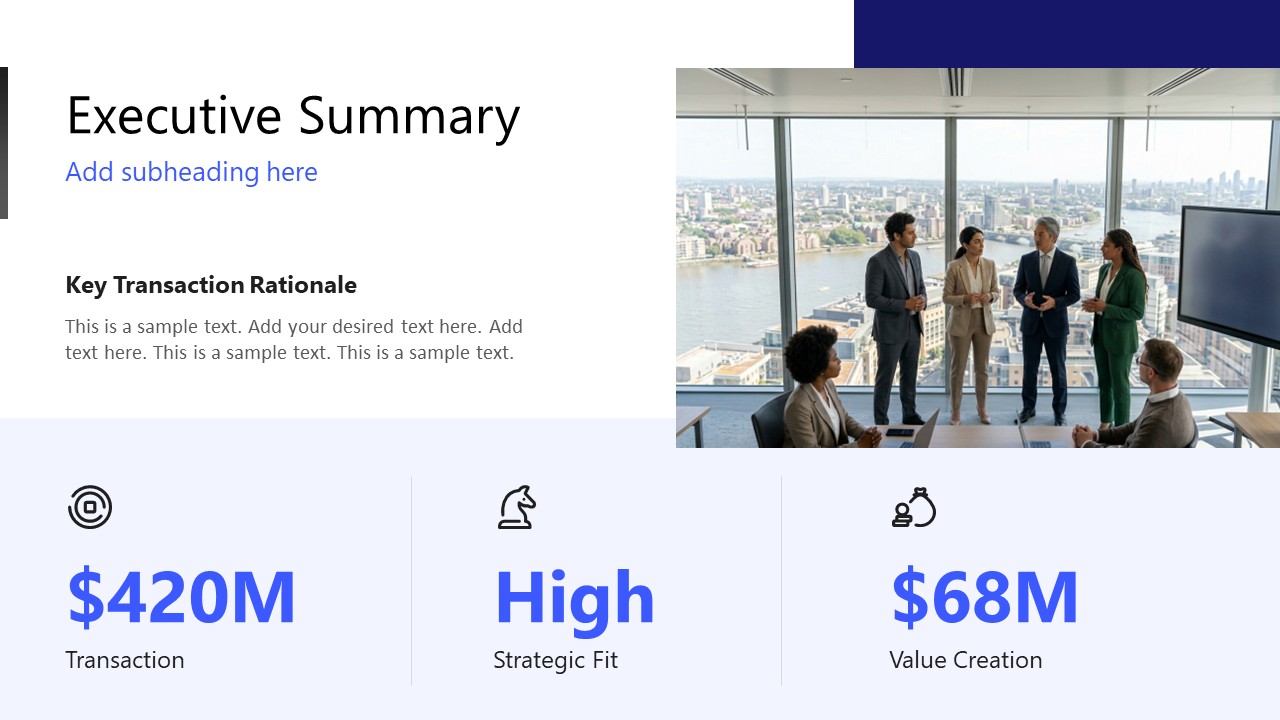 Executive Summary
Add subheading here
Key Transaction Rationale
This is a sample text. Add your desired text here. Add
text here. This is a sample text. This is a sample text.
$420M
Transaction
High
Strategic Fit
$68M
Value Creation